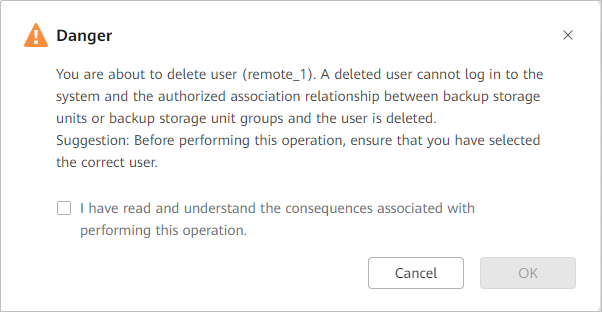 Danger
You are about to delete user (remote_1). A deleted user cannot log in to the
system and the authorized association relationship between backup storage
units or backup storage unit groups and the user is deleted.
Suggestion: Before performing this operation, ensure that you have selected
the correct user.
I have read and understand the consequences associated with
performing this operation.
Cancel
OK